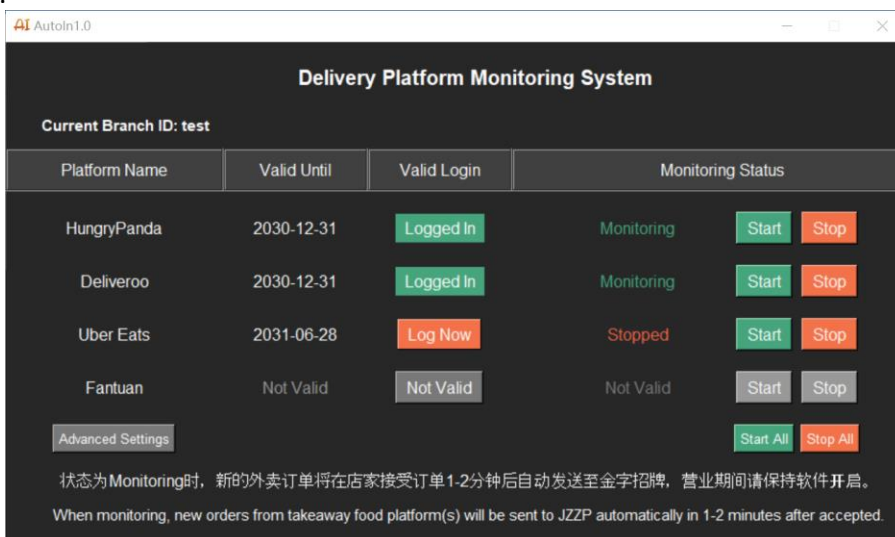 AI AutoIn1.0
Delivery Platform Monitoring System
Current Branch ID: test
Platform Name Valid Until Valid Login Monitoring Status
HungryPanda 2030-12-31 Logged In Monitoring Start Stop
Deliveroo 2030-12-31 Logged In Monitoring Start Stop
Uber Eats 2031-06-28 Log Now Stopped Start Stop
Fantuan Not Valid Not Valid Not Valid Start Stop
Advanced Settings Start All Stop All
状态为Monitoring时，新的外卖订单将在店家接受订单1-2分钟后自动发送至金字招牌，营业期间请保持软件开启。
When monitoring, new orders from takeaway food platform(s) will be sent to JZZP automatically in 1-2 minutes after accepted.